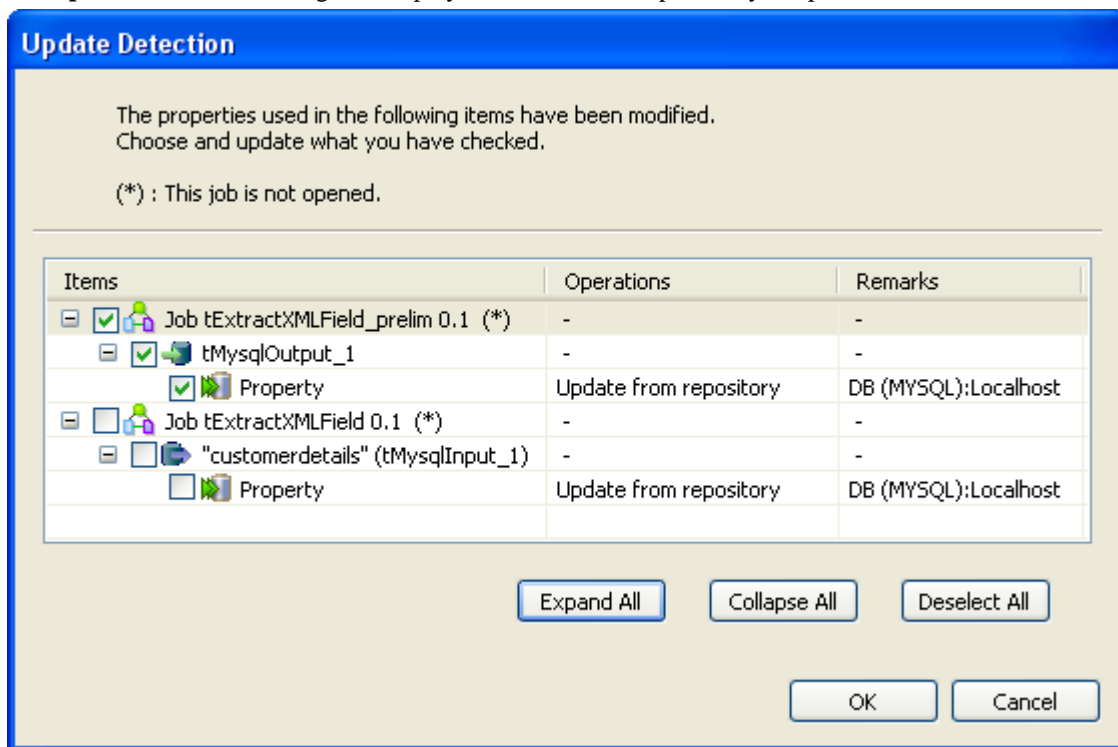 Update Detection
The properties used in the following items have been modified.
Choose and update what you have checked.
(*) : This job is not opened.
Items Operations Remarks
Job tExtractXMLField_prelim 0.1 (*) - -
tMysqlOutput_1 - -
Property Update from repository DB (MYSQL):Localhost
Job tExtractXMLField 0.1 (*) - -
"customerdetails" (tMysqlInput_1) - -
Property Update from repository DB (MYSQL):Localhost
Expand All Collapse All Deselect All
OK Cancel